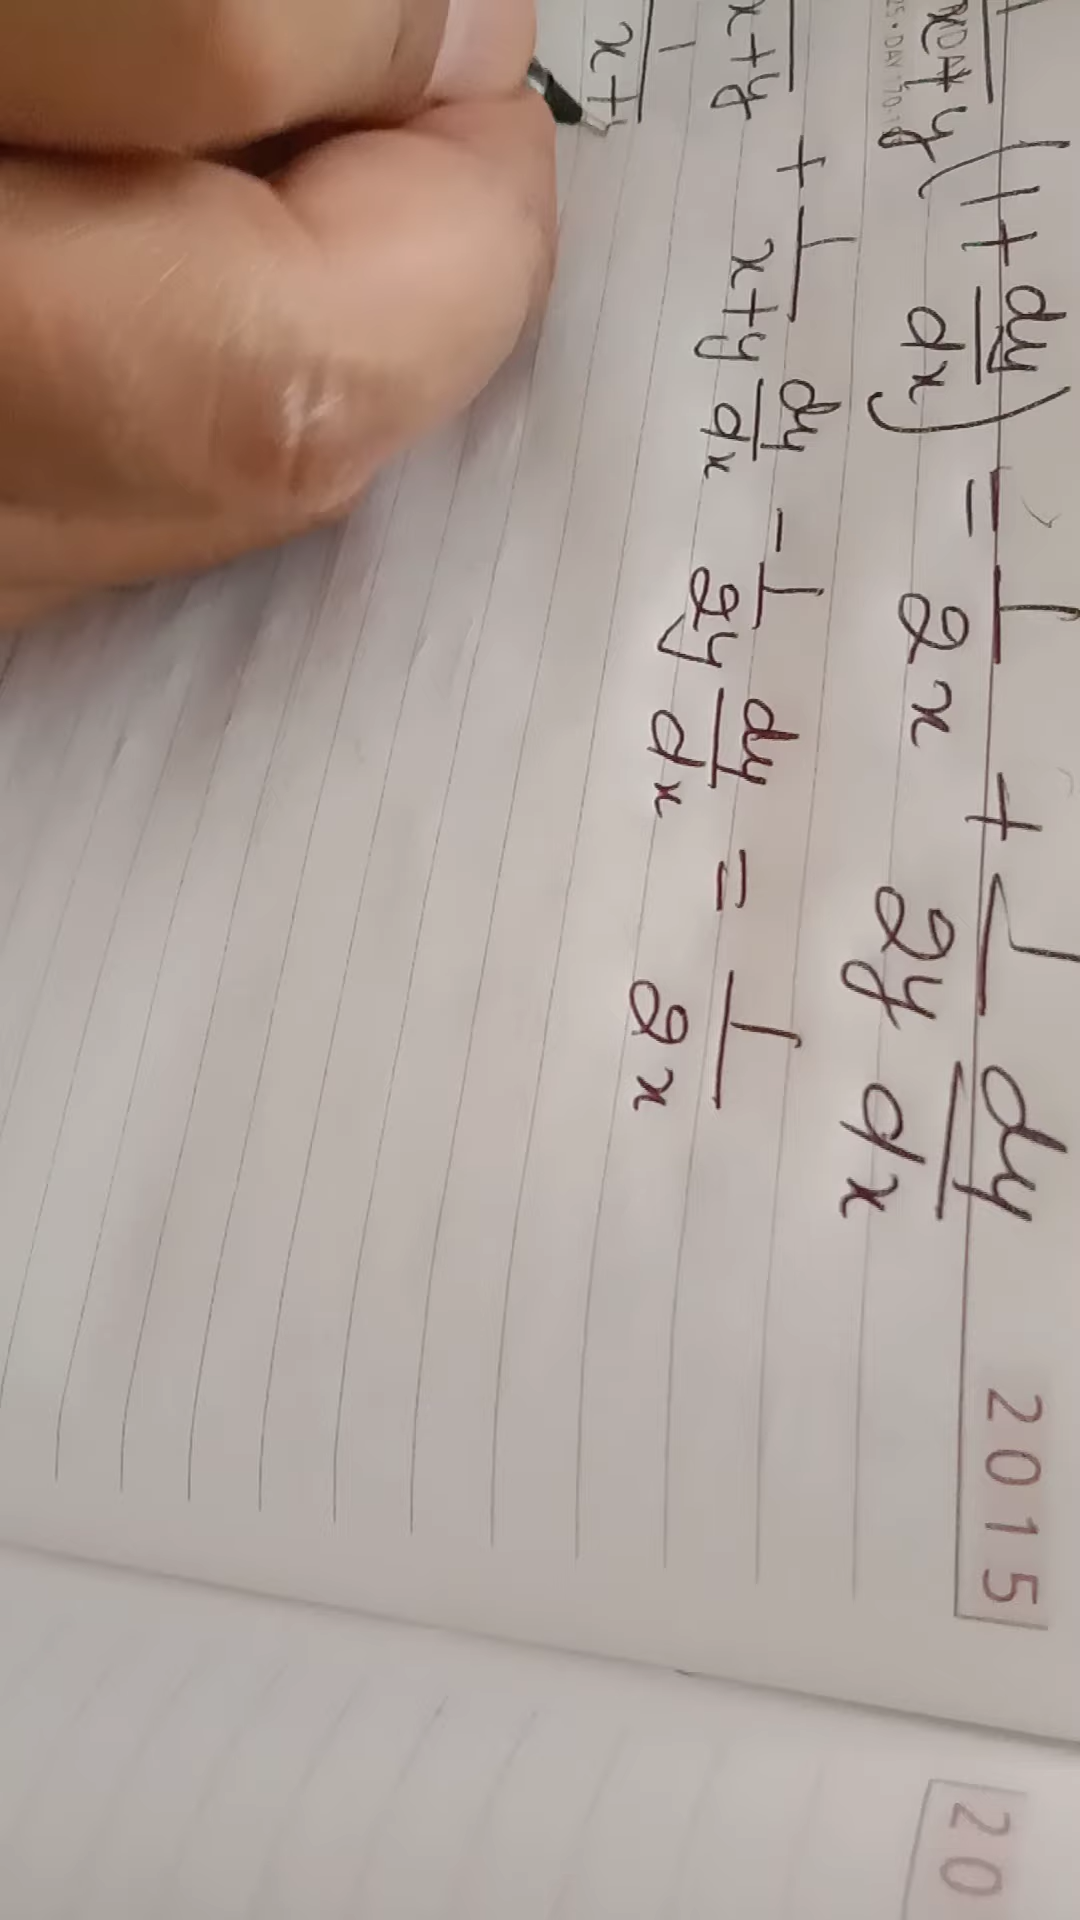 2015
1/x+y (1+dy/dx) = 1/2x + 1/2y dy/dx
x+y + 1/x+y dy/dx - 1/2y dy/dx = 1/2x
1/x+
20